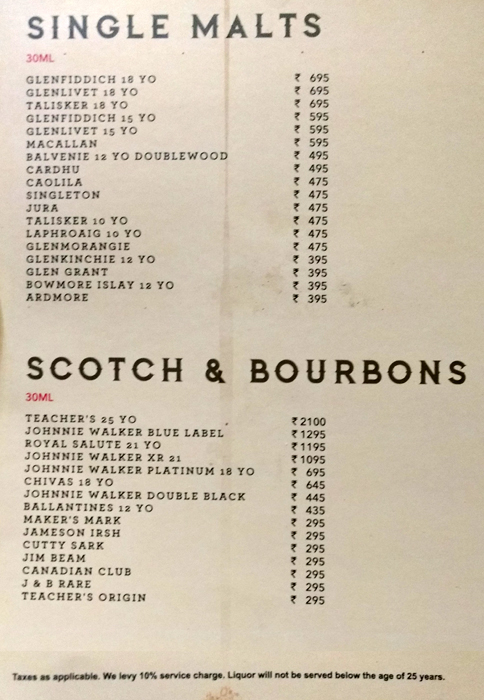 SINGLE MALTS
30ML
GLENFIDDICH 18 YO ₹ 695
GLENLIVET 18 YO ₹ 695
TALISKER 18 YO ₹ 695
GLENFIDDICH 15 YO ₹ 595
GLENLIVET 15 YO ₹ 595
MACALLAN ₹ 595
BALVENIE 12 YO DOUBLEWOOD ₹ 495
CARDHU ₹ 495
CAOLILA ₹ 475
SINGLETON ₹ 475
JURA ₹ 475
TALISKER 10 YO ₹ 475
LAPHROAIG 10 YO ₹ 475
GLENMORANGIE ₹ 475
GLENKINCHIE 12 YO ₹ 395
GLEN GRANT ₹ 395
BOWMORE ISLAY 12 YO ₹ 395
ARDMORE ₹ 395
SCOTCH & BOURBONS
30ML
TEACHER'S 25 YO ₹ 2100
JOHNNIE WALKER BLUE LABEL ₹ 1295
ROYAL SALUTE 21 YO ₹ 1195
JOHNNIE WALKER XR 21 ₹ 1095
JOHNNIE WALKER PLATINUM 18 YO ₹ 695
CHIVAS 18 YO ₹ 645
JOHNNIE WALKER DOUBLE BLACK ₹ 445
BALLANTINES 12 YO ₹ 435
MAKER'S MARK ₹ 295
JAMESON IRSH ₹ 295
CUTTY SARK ₹ 295
JIM BEAM ₹ 295
CANADIAN CLUB ₹ 295
J & B RARE ₹ 295
TEACHER'S ORIGIN ₹ 295
Taxes as applicable. We levy 10% service charge. Liquor will not be served below the age of 25 years.